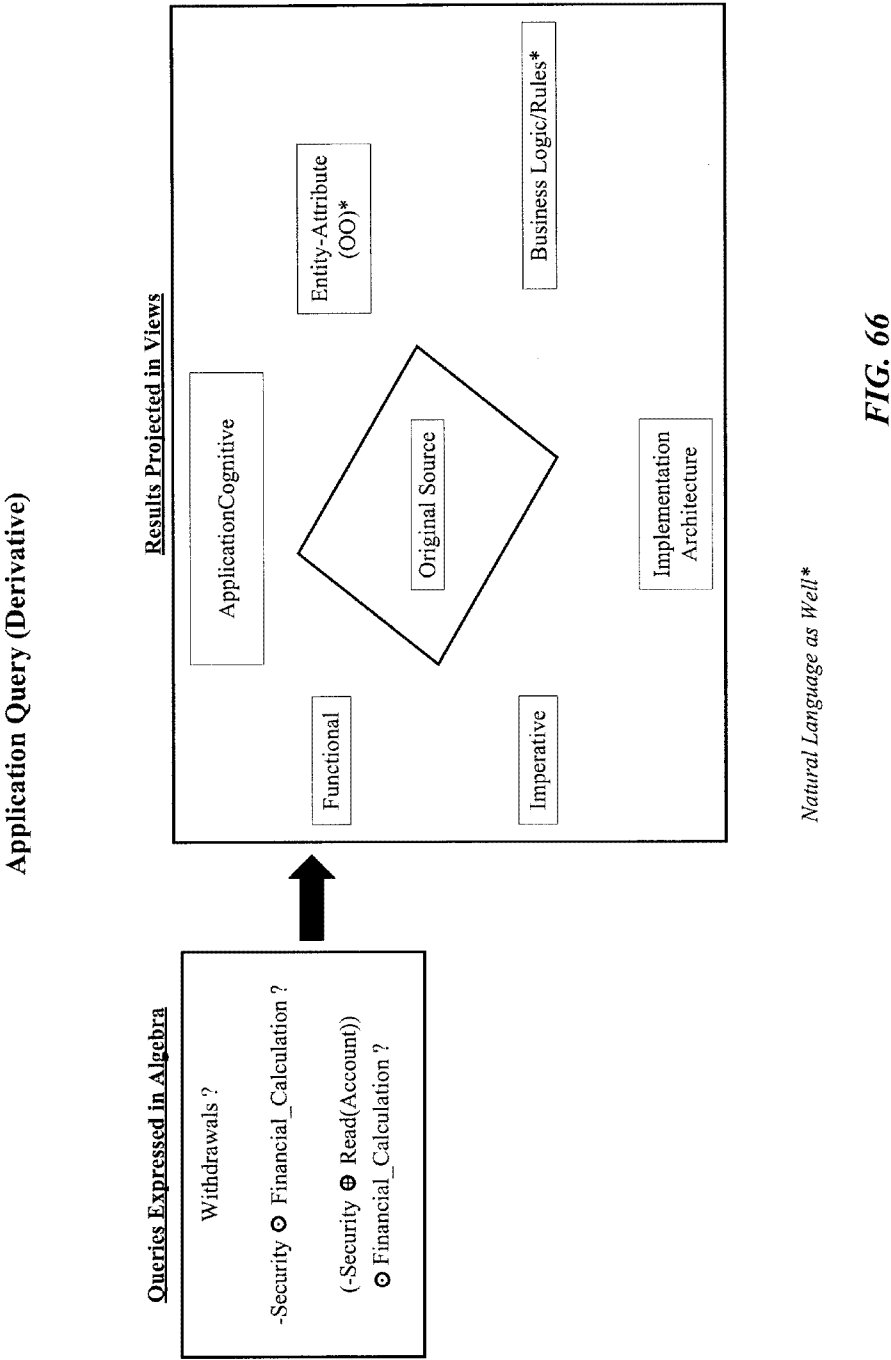 Application Query (Derivative)
Queries Expressed in Algebra
Withdrawals ?
-Security ⊙ Financial_Calculation ?
(-Security ⊕ Read(Account))
⊙ Financial_Calculation ?
Results Projected in Views
ApplicationCognitive
Functional
Entity-Attribute
(OO)*
Original Source
Imperative
Business Logic/Rules*
Implementation
Architecture
Natural Language as Well*
FIG. 66